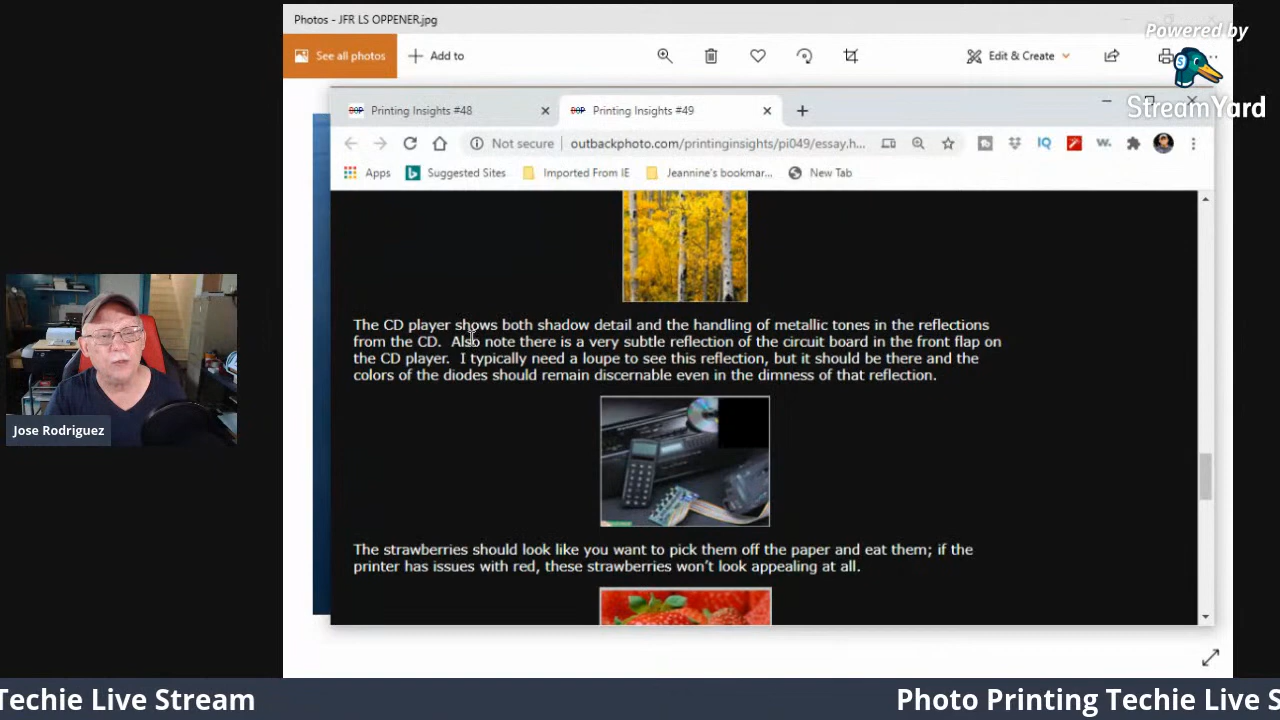 Photos - JFR LS OPPENER.jpg
Powered by
See all photos
Add to
Edit & Create
StreamYard
Printing Insights #48
Printing Insights #49
Not secure
outbackphoto.com/printinginsights/pi049/essay.h...
IQ
w.
Apps
Suggested Sites
Imported From IE
Jeannine's bookmar...
New Tab
The CD player shows both shadow detail and the handling of metallic tones in the reflections
from the CD. Also note there is a very subtle reflection of the circuit board in the front flap on
the CD player. I typically need a loupe to see this reflection, but it should be there and the
colors of the diodes should remain discernable even in the dimness of that reflection.
Jose Rodriguez
The strawberries should look like you want to pick them off the paper and eat them; if the
printer has issues with red, these strawberries won't look appealing at all.
Techie Live Stream
Photo Printing Techie Live S